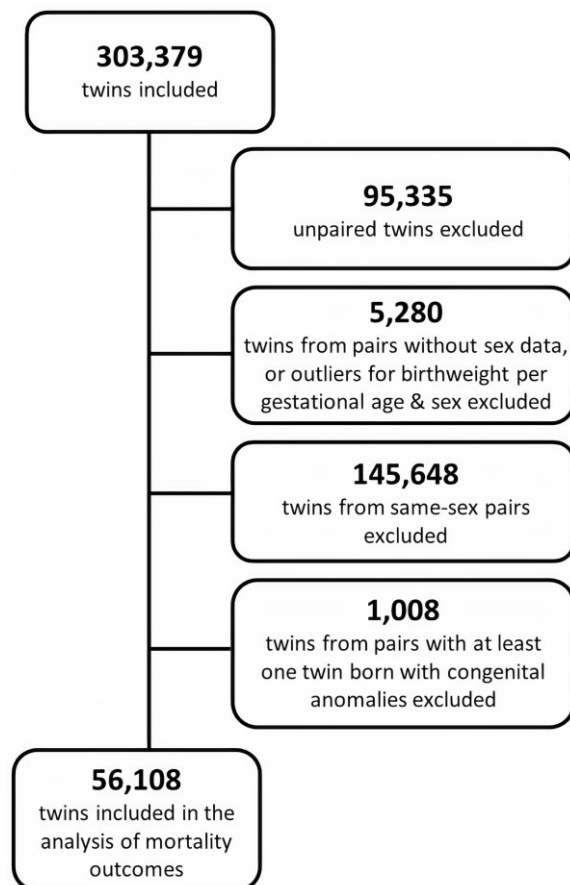 303,379
twins included
95,335
unpaired twins excluded
5,280
twins from pairs without sex data,
or outliers for birthweight per
gestational age & sex excluded
145,648
twins from same-sex pairs
excluded
1,008
twins from pairs with at least
one twin born with congenital
anomalies excluded
56,108
twins included in the
analysis of mortality
outcomes